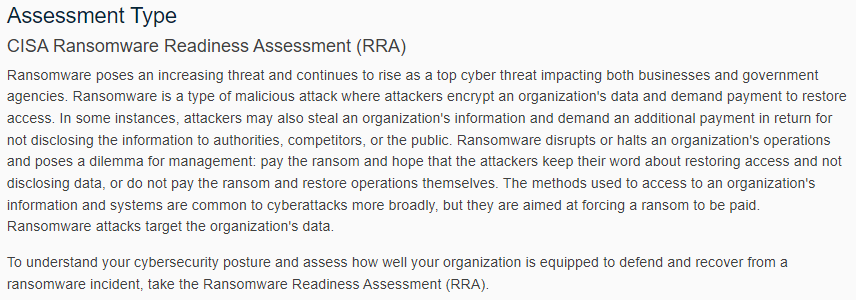 Assessment Type
CISA Ransomware Readiness Assessment (RRA)
Ransomware poses an increasing threat and continues to rise as a top cyber threat impacting both businesses and government
agencies. Ransomware is a type of malicious attack where attackers encrypt an organization's data and demand payment to restore
access. In some instances, attackers may also steal an organization's information and demand an additional payment in return for
not disclosing the information to authorities, competitors, or the public. Ransomware disrupts or halts an organization's operations
and poses a dilemma for management: pay the ransom and hope that the attackers keep their word about restoring access and not
disclosing data, or do not pay the ransom and restore operations themselves. The methods used to access to an organization's
information and systems are common to cyberattacks more broadly, but they are aimed at forcing a ransom to be paid.
Ransomware attacks target the organization's data.
To understand your cybersecurity posture and assess how well your organization is equipped to defend and recover from a
ransomware incident, take the Ransomware Readiness Assessment (RRA).